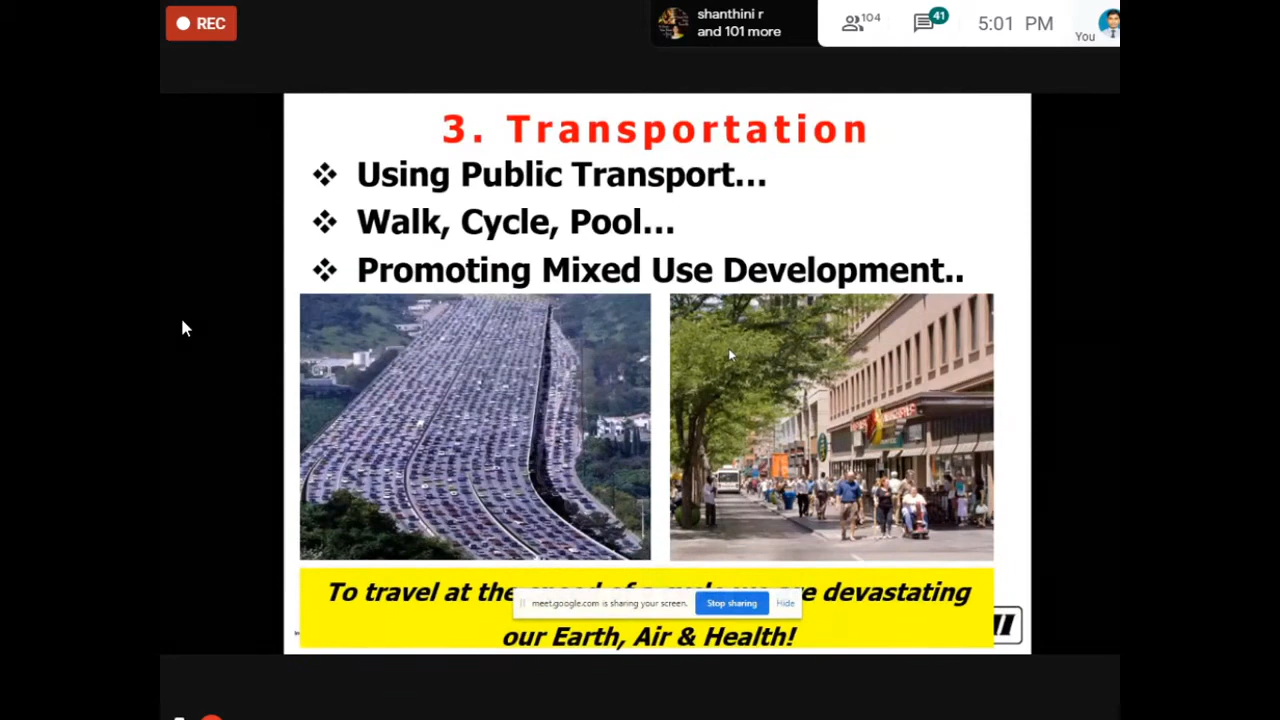 REC
shanthini r
and 101 more
104
41
5:01 PM
You
3. Transportation
Using Public Transport...
Walk, Cycle, Pool...
Promoting Mixed Use Development..
To travel at the speed of a cycle we are devastating
meet.google.com is sharing your screen.
Stop sharing
Hide
our Earth, Air & Health!